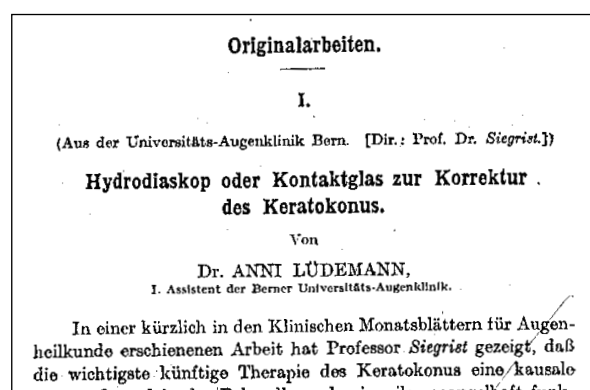 Originalarbeiten.
I.
(Aus der Universitäts-Augenklinik Bern. [Dir.: Prof. Dr. Siegrist.])
Hydrodiaskop oder Kontaktglas zur Korrektur
des Keratokonus.
Von
Dr. ANNI LÜDEMANN,
I. Assistent der Berner Universitäts-Augenklinik.
In einer kürzlich in den Klinischen Monatsblättern für Augen-
heilkunde erschienenen Arbeit hat Professor Siegrist gezeigt, daß
die wichtigste künftige Therapie des Keratokonus eine kausale